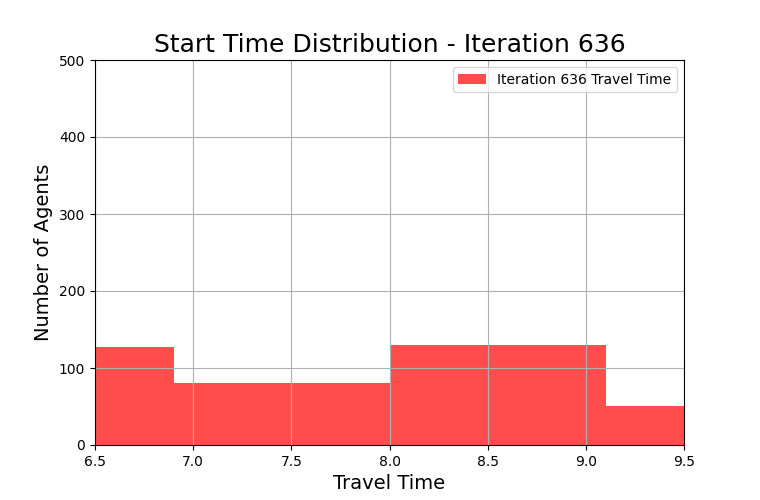 Start Time Distribution - Iteration 636
Iteration 636 Travel Time
Number of Agents
500
400
300
200
100
0
6.5 7.0 7.5 8.0 8.5 9.0 9.5
Travel Time